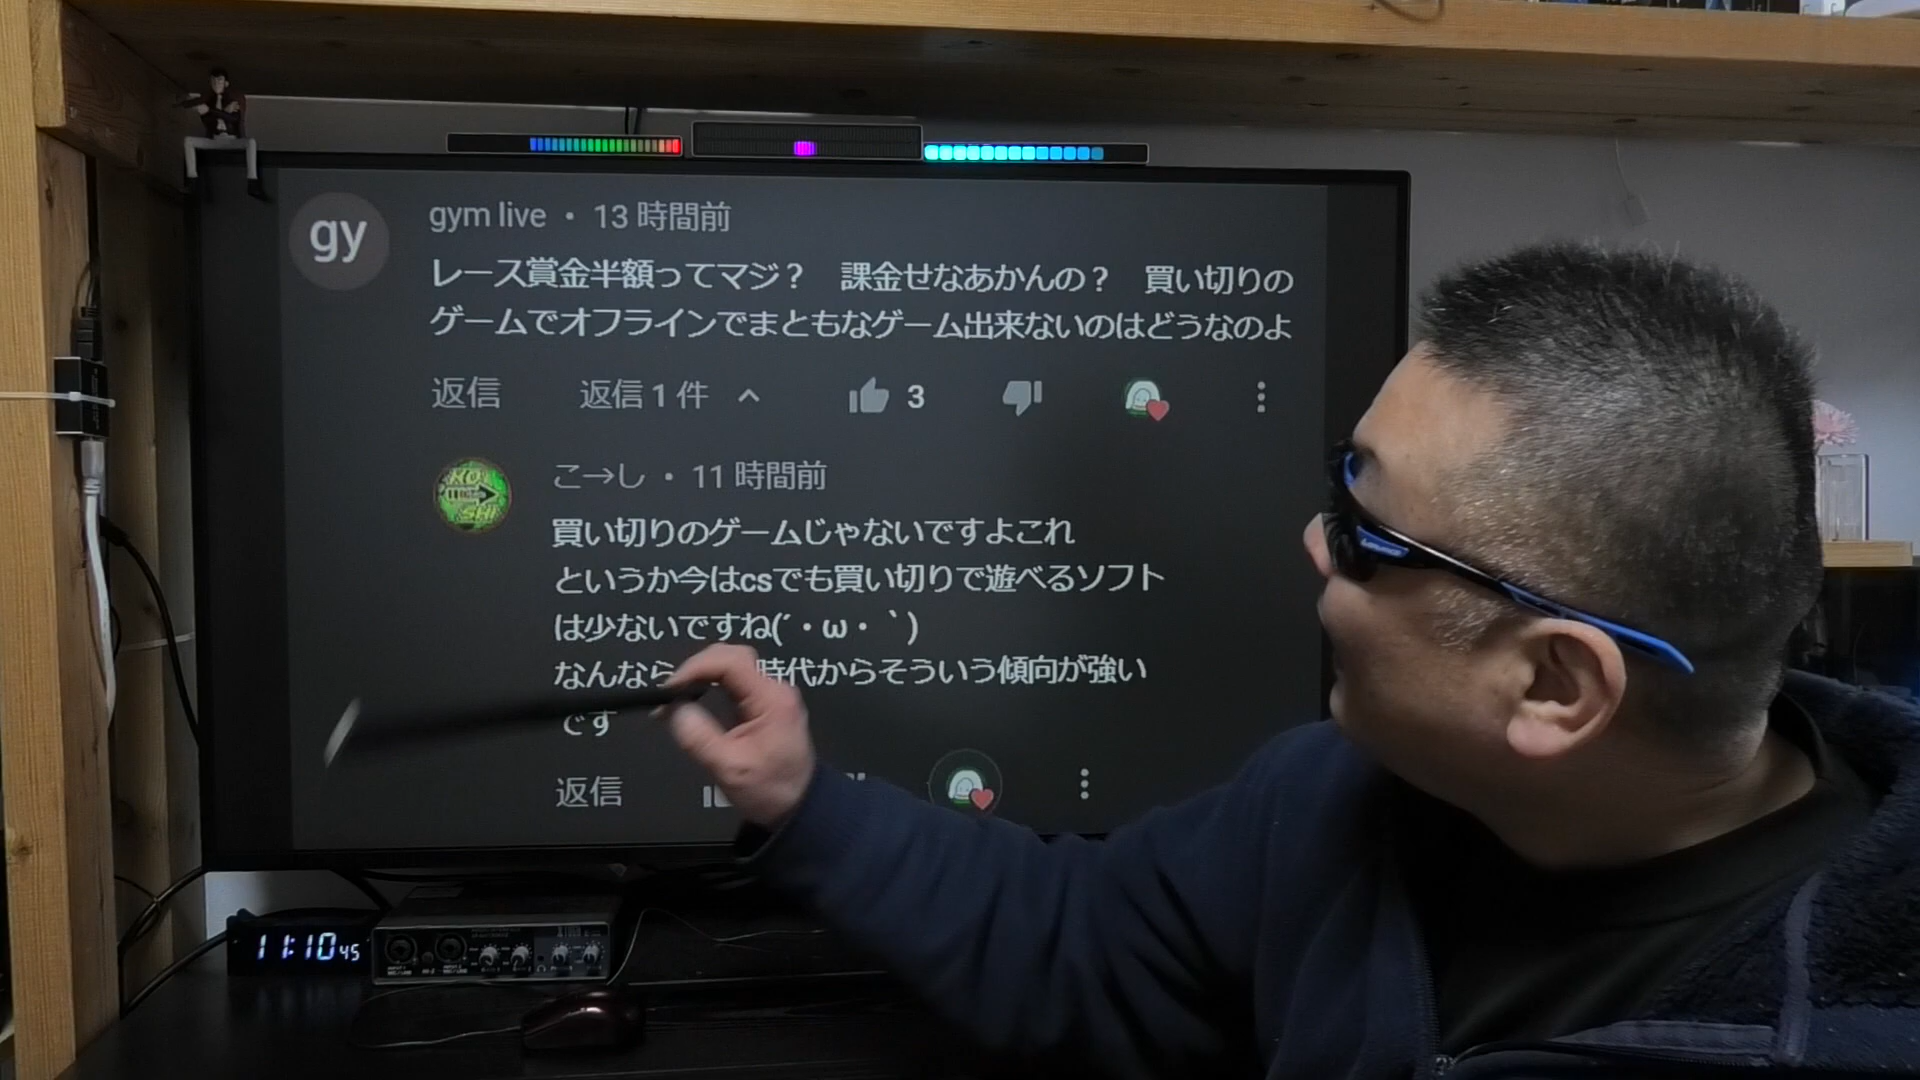 gy
gym live • 13 時間前
レース賞金半額ってマジ？　課金せなあかんの？　買い切りの
ゲームでオフラインでまともなゲーム出来ないのはどうなのよ
返信
返信 1 件
3
こ→し • 11 時間前
買い切りのゲームじゃないですよこれ
というか今はcsでも買い切りで遊べるソフト
は少ないですね(´・ω・｀)
なんなら 時代からそういう傾向が強い
です
返信
11:10 45